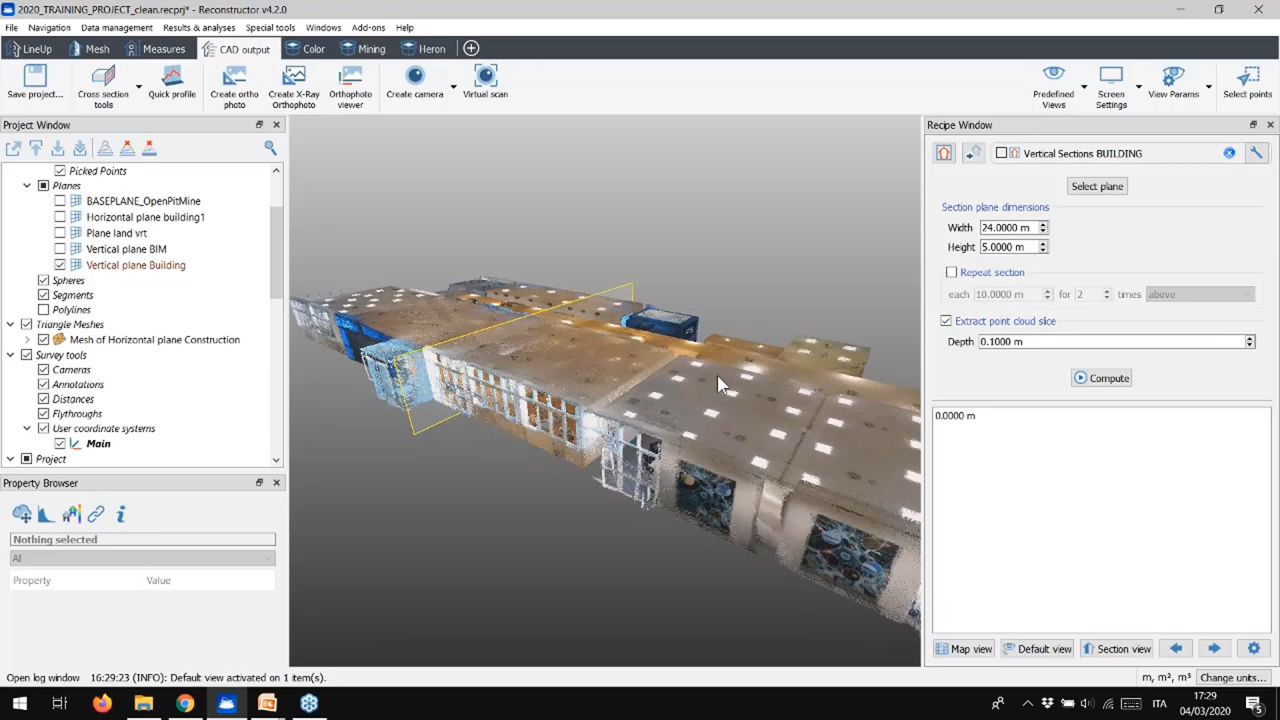 2020_TRAINING_PROJECT_clean.recprj* - Reconstructor v4.2.0
File Navigation Data management Results & analyses Special tools Windows Add-ons Help
LineUp Mesh Measures CAD output Color Mining Heron
Save project... Cross section tools Quick profile Create ortho photo Create X-Ray Orthophoto Orthophoto viewer Create camera Virtual scan Predefined Views Screen Settings View Params Select points
Project Window
Picked Points
Planes
BASEPLANE_OpenPitMine
Horizontal plane building1
Plane land vrt
Vertical plane BIM
Vertical plane Building
Spheres
Segments
Polylines
Triangle Meshes
Mesh of Horizontal plane Construction
Survey tools
Cameras
Annotations
Distances
Flythroughs
User coordinate systems
Main
Project
Property Browser
Nothing selected
All
Property Value
Recipe Window
Vertical Sections BUILDING
Select plane
Section plane dimensions
Width 24.0000 m
Height 5.0000 m
Repeat section
each 10.0000 m for 2 times above
Extract point cloud slice
Depth 0.1000 m
Compute
0.0000 m
Map view Default view Section view
Open log window 16:29:23 (INFO): Default view activated on 1 item(s). m, m², m³ Change units...
ITA 17:29
04/03/2020
5